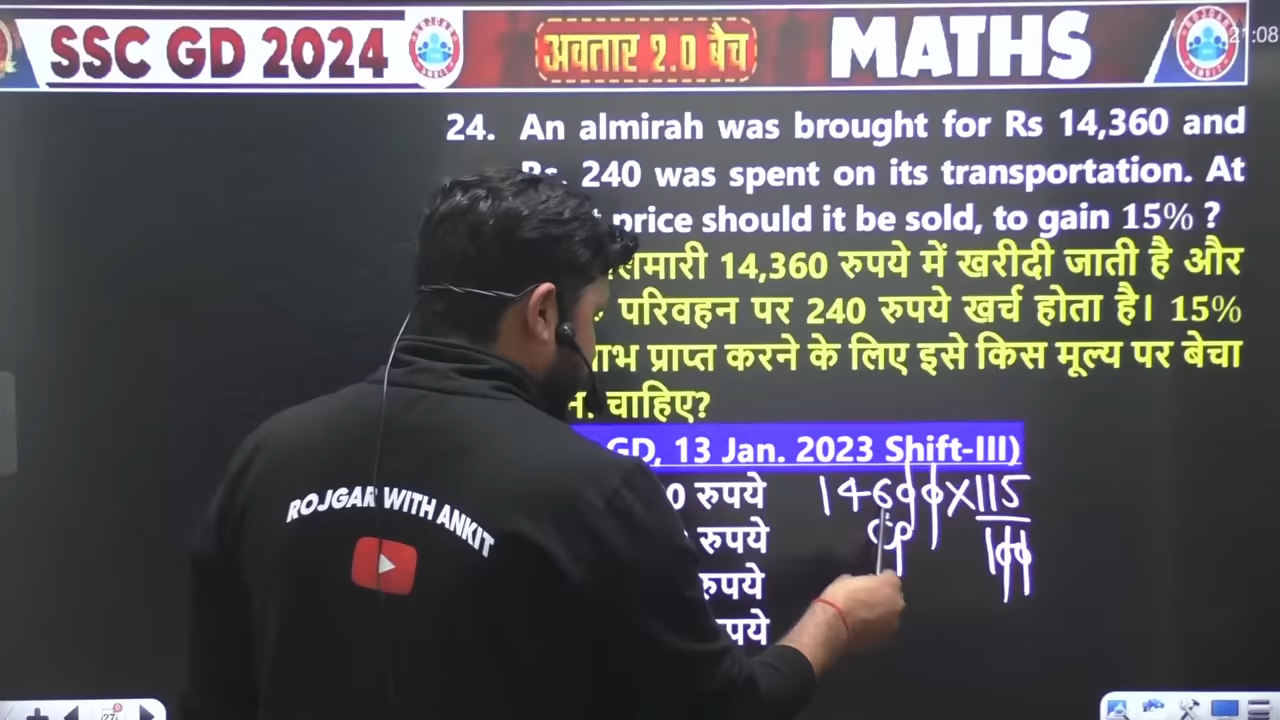 SSC GD 2024
अवतार 2.0 बैच
MATHS
21:08
24. An almirah was brought for Rs 14,360 and
Rs. 240 was spent on its transportation. At
price should it be sold, to gain 15% ?
14,360 रुपये में खरीदी जाती है और
परिवहन पर 240 रुपये खर्च होता है। 15%
प्राप्त करने के लिए इसे किस मूल्य पर बेचा
चाहिए?
GD, 13 Jan. 2023 Shift-III)
रुपये
14600×115
रुपये
CP
100
रुपये
ROJGAR WITH ANKIT